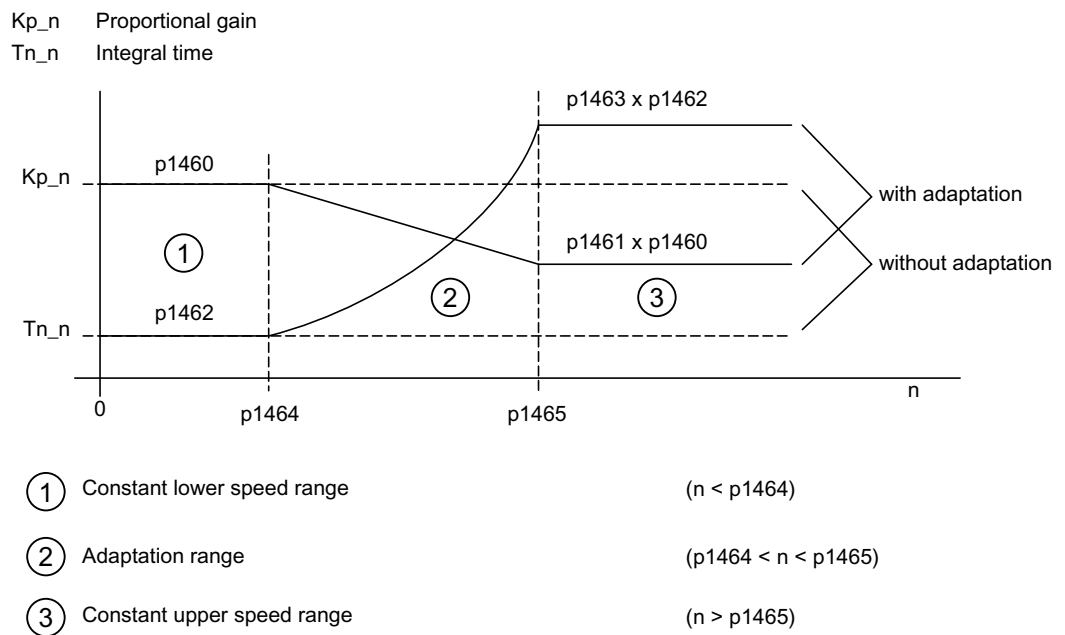 Kp_n Proportional gain
Tn_n Integral time
p1463 x p1462
p1460
Kp_n
with adaptation
p1461 x p1460
without adaptation
1
2
3
p1462
Tn_n
n
0
p1464
p1465
1 Constant lower speed range (n < p1464)
2 Adaptation range (p1464 < n < p1465)
3 Constant upper speed range (n > p1465)